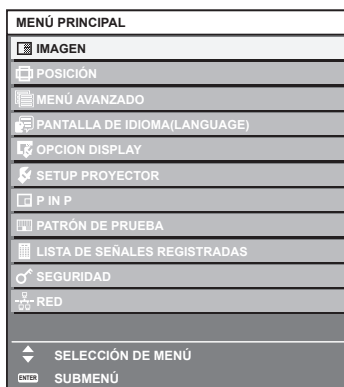 MENÚ PRINCIPAL
IMAGEN
POSICIÓN
MENÚ AVANZADO
PANTALLA DE IDIOMA(LANGUAGE)
OPCION DISPLAY
SETUP PROYECTOR
P IN P
PATRÓN DE PRUEBA
LISTA DE SEÑALES REGISTRADAS
SEGURIDAD
RED
SELECCIÓN DE MENÚ
ENTER SUBMENÚ